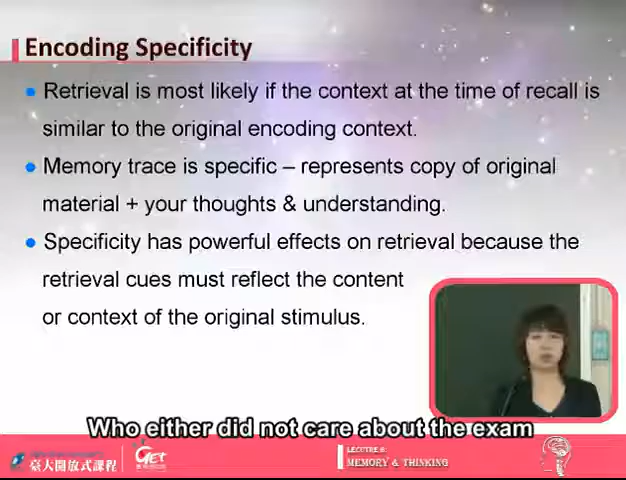 Encoding Specificity
Retrieval is most likely if the context at the time of recall is
similar to the original encoding context.
Memory trace is specific – represents copy of original
material + your thoughts & understanding.
Specificity has powerful effects on retrieval because the
retrieval cues must reflect the content
or context of the original stimulus.
Who either did not care about the exam
臺大開放式課程
GET
LECTURE 6:
MEMORY & THINKING